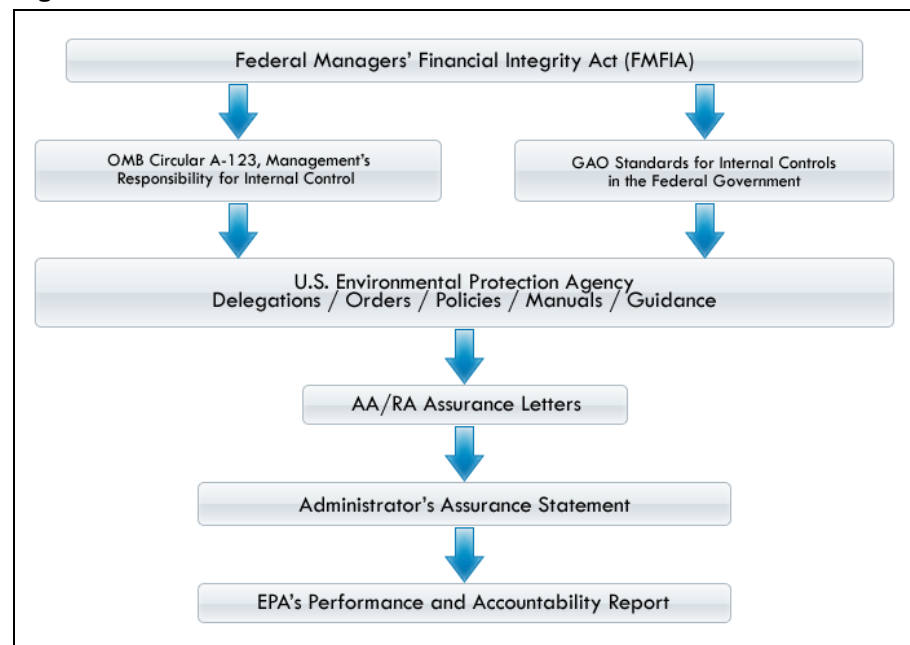 Federal Managers' Financial Integrity Act (FMFIA)
OMB Circular A-123, Management's
Responsibility for Internal Control
GAO Standards for Internal Controls
in the Federal Government
U.S. Environmental Protection Agency
Delegations / Orders / Policies / Manuals / Guidance
AA/RA Assurance Letters
Administrator's Assurance Statement
EPA's Performance and Accountability Report